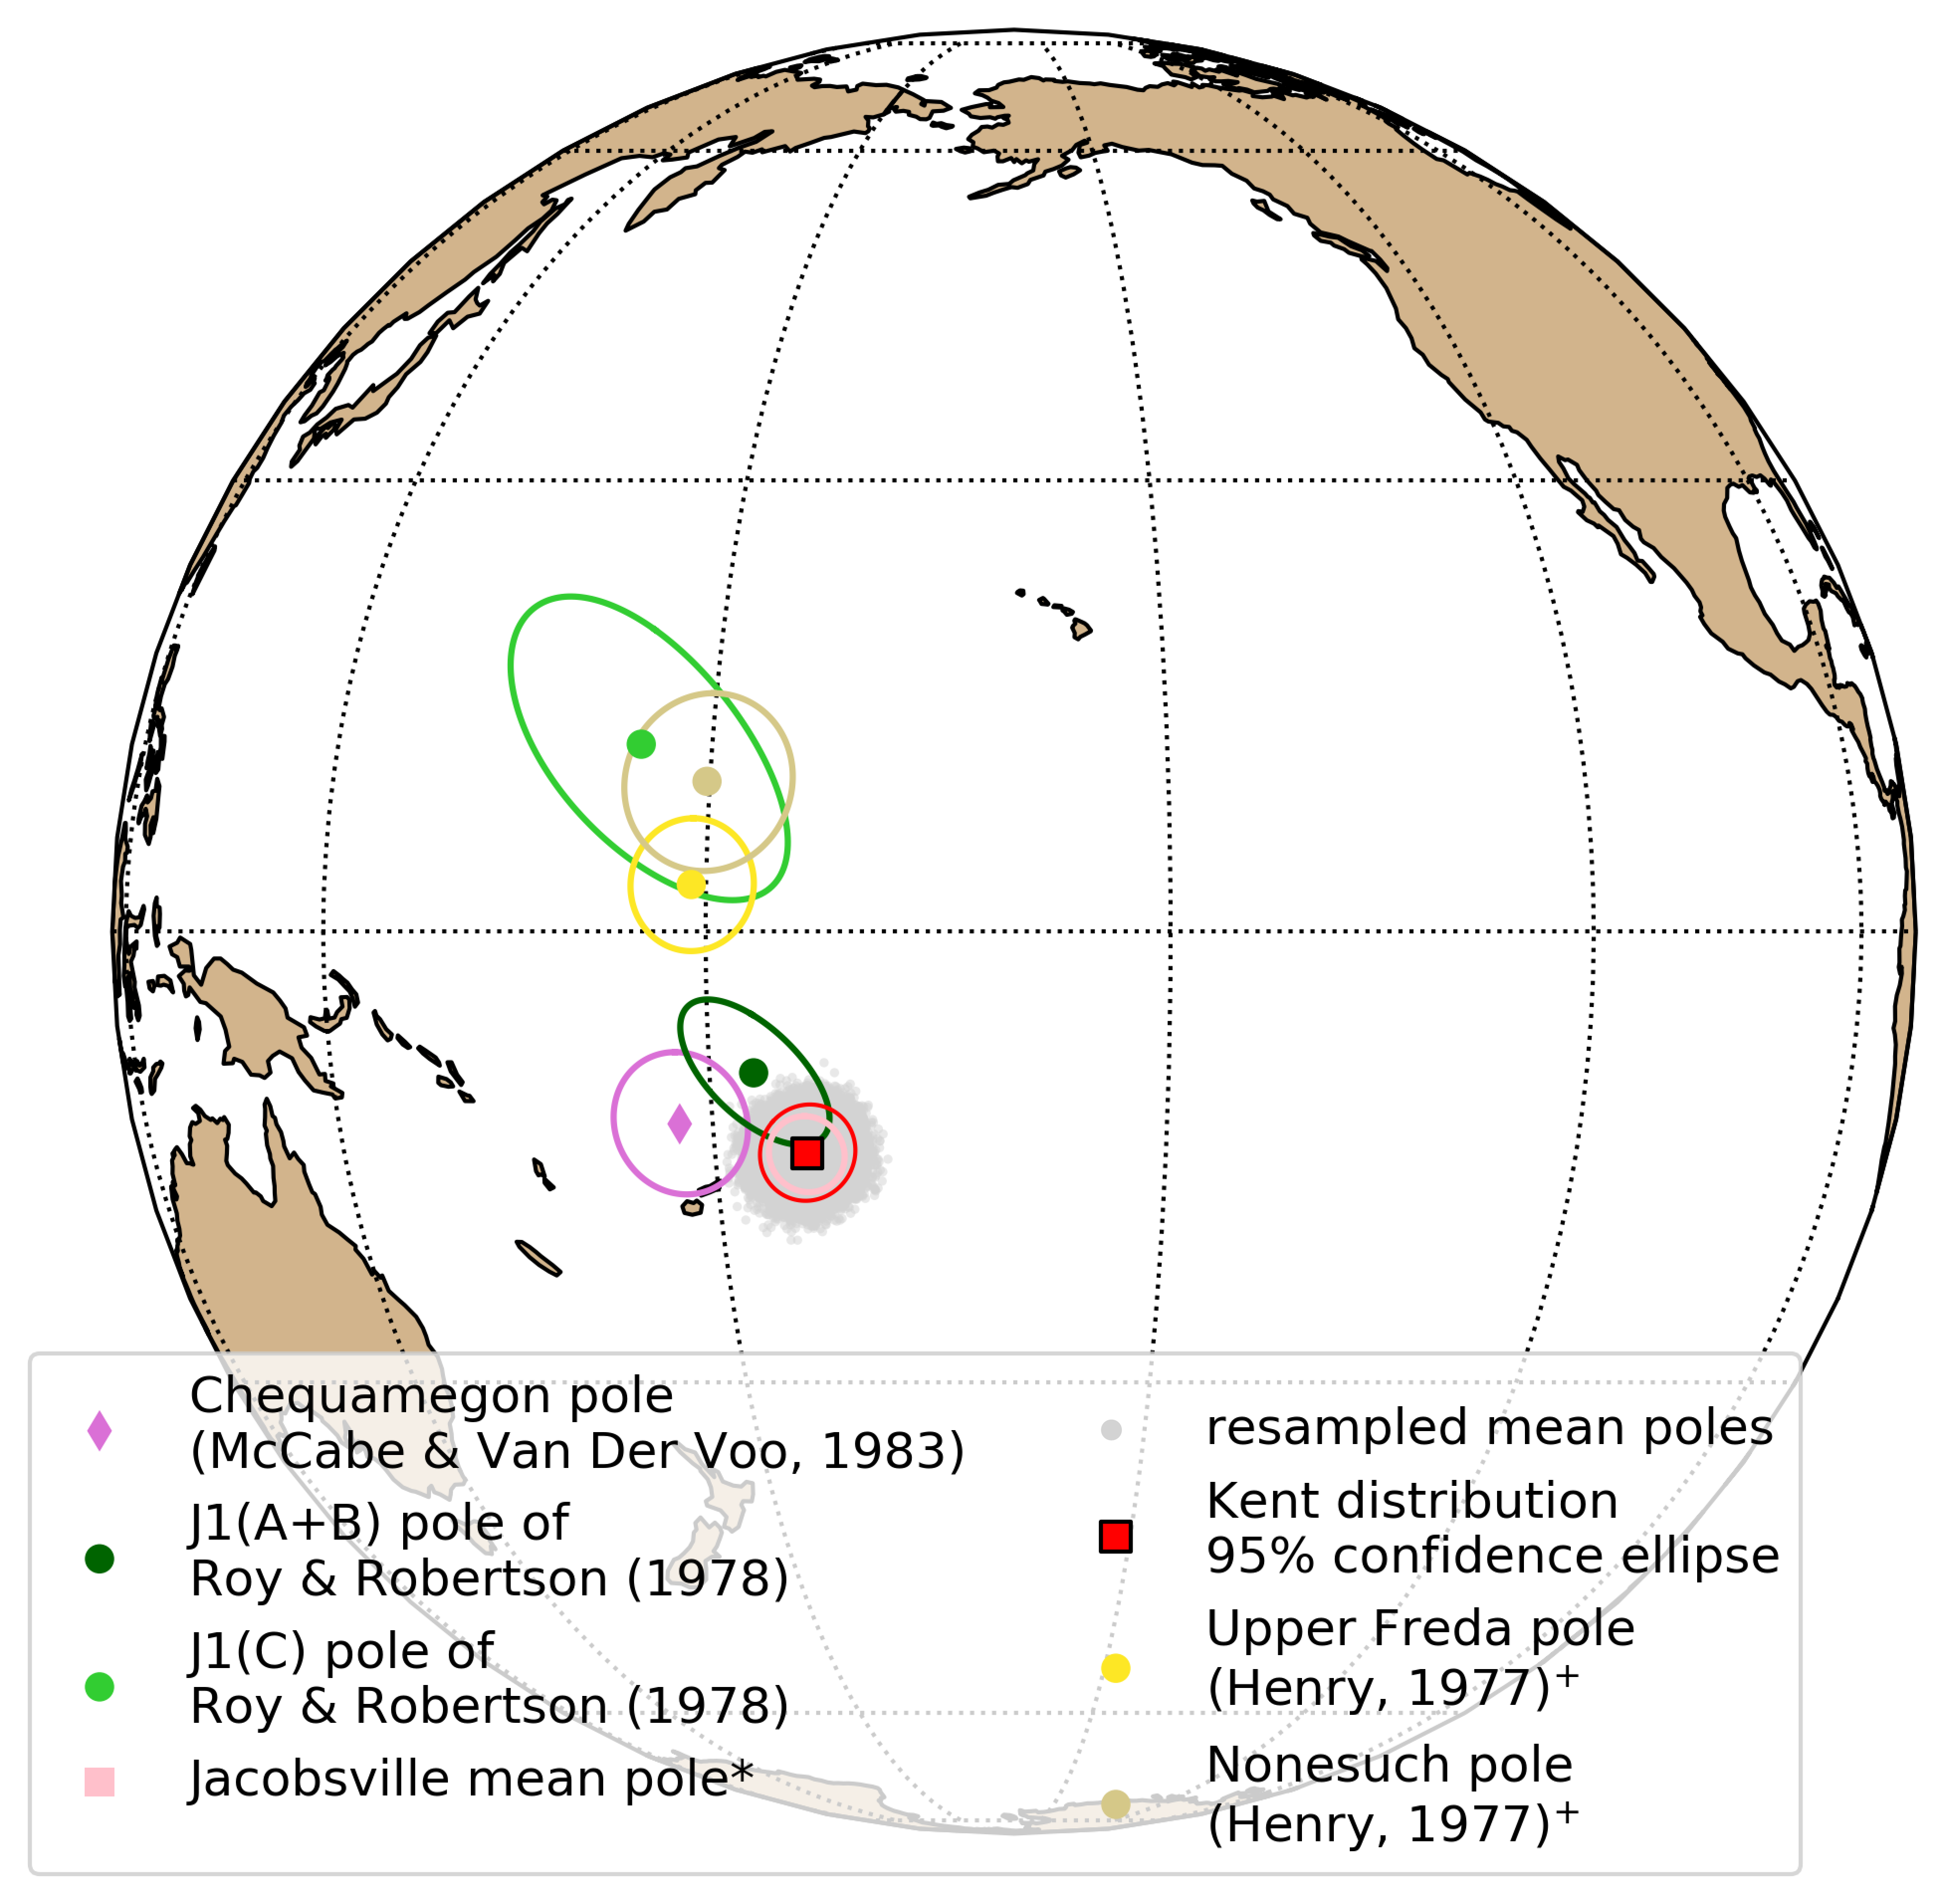 Chequamegon pole
(McCabe & Van Der Voo, 1983)
J1(A+B) pole of
Roy & Robertson (1978)
J1(C) pole of
Roy & Robertson (1978)
Jacobsville mean pole*
resampled mean poles
Kent distribution
95% confidence ellipse
Upper Freda pole
(Henry, 1977)⁺
Nonesuch pole
(Henry, 1977)⁺